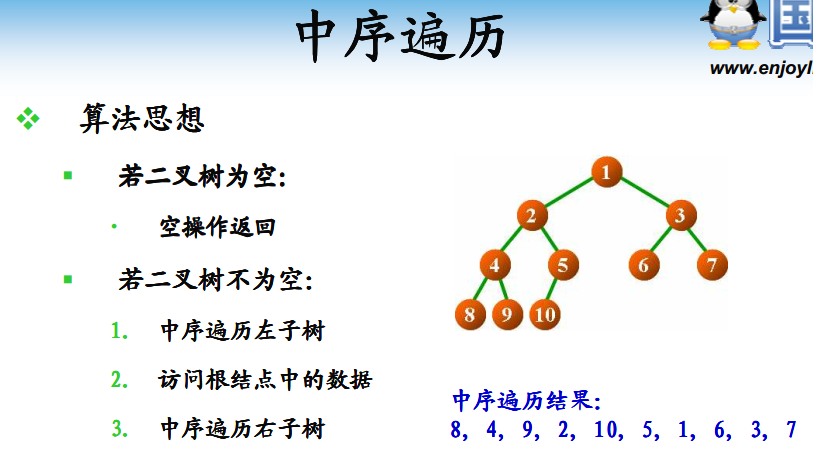 中序遍历
国
www.enjoyli
算法思想
若二叉树为空:
空操作返回
若二叉树不为空:
1. 中序遍历左子树
2. 访问根结点中的数据
3. 中序遍历右子树
1
2 3
4 5 6 7
8 9 10
中序遍历结果:
8, 4, 9, 2, 10, 5, 1, 6, 3, 7